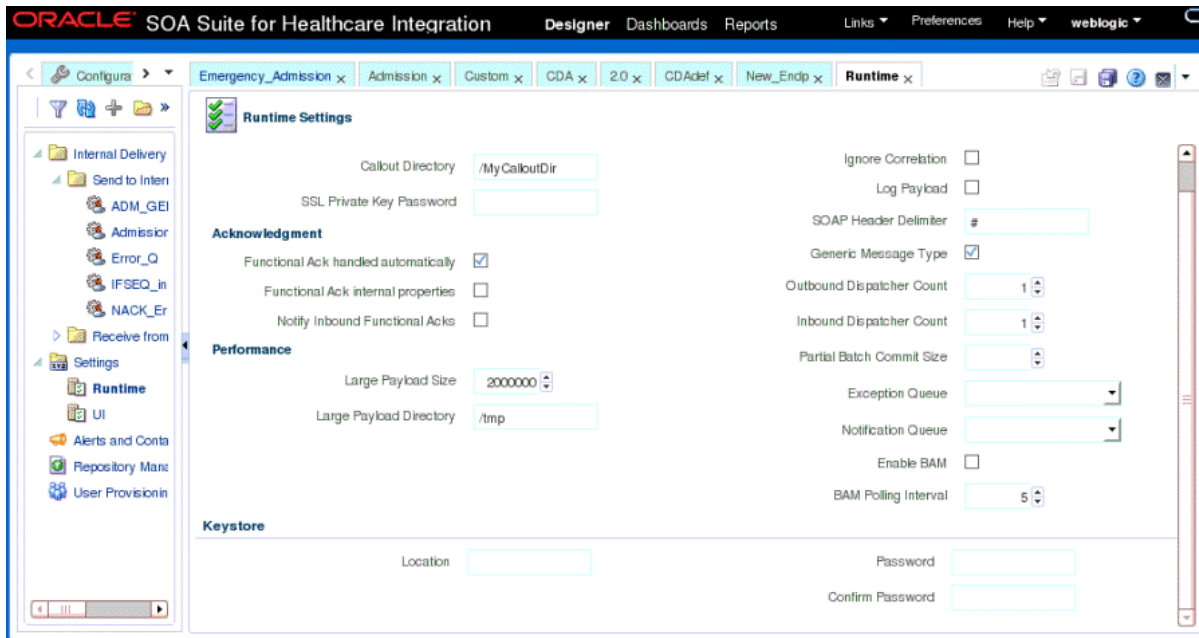 ORACLE SOA Suite for Healthcare Integration Designer Dashboards Reports Links Preferences Help weblogic
Configura Emergency_Admission x Admission x Custom x CDA x 2.0 x CDAdef x New_Endp x Runtime x
Runtime Settings
Internal Delivery
Send to Intern
ADM_GEI
Admission
Error_Q
IFSEQ_in
NACK_Er
Receive from
Settings
Runtime
UI
Alerts and Conta
Repository Mana
User Provisionin
Callout Directory /MyCalloutDir
SSL Private Key Password
Acknowledgment
Functional Ack handled automatically
Functional Ack internal properties
Notify Inbound Functional Acks
Performance
Large Payload Size 2000000
Large Payload Directory /tmp
Ignore Correlation
Log Payload
SOAP Header Delimiter #
Generic Message Type
Outbound Dispatcher Count 1
Inbound Dispatcher Count 1
Partial Batch Commit Size
Exception Queue
Notification Queue
Enable BAM
BAM Polling Interval 5
Keystore
Location
Password
Confirm Password